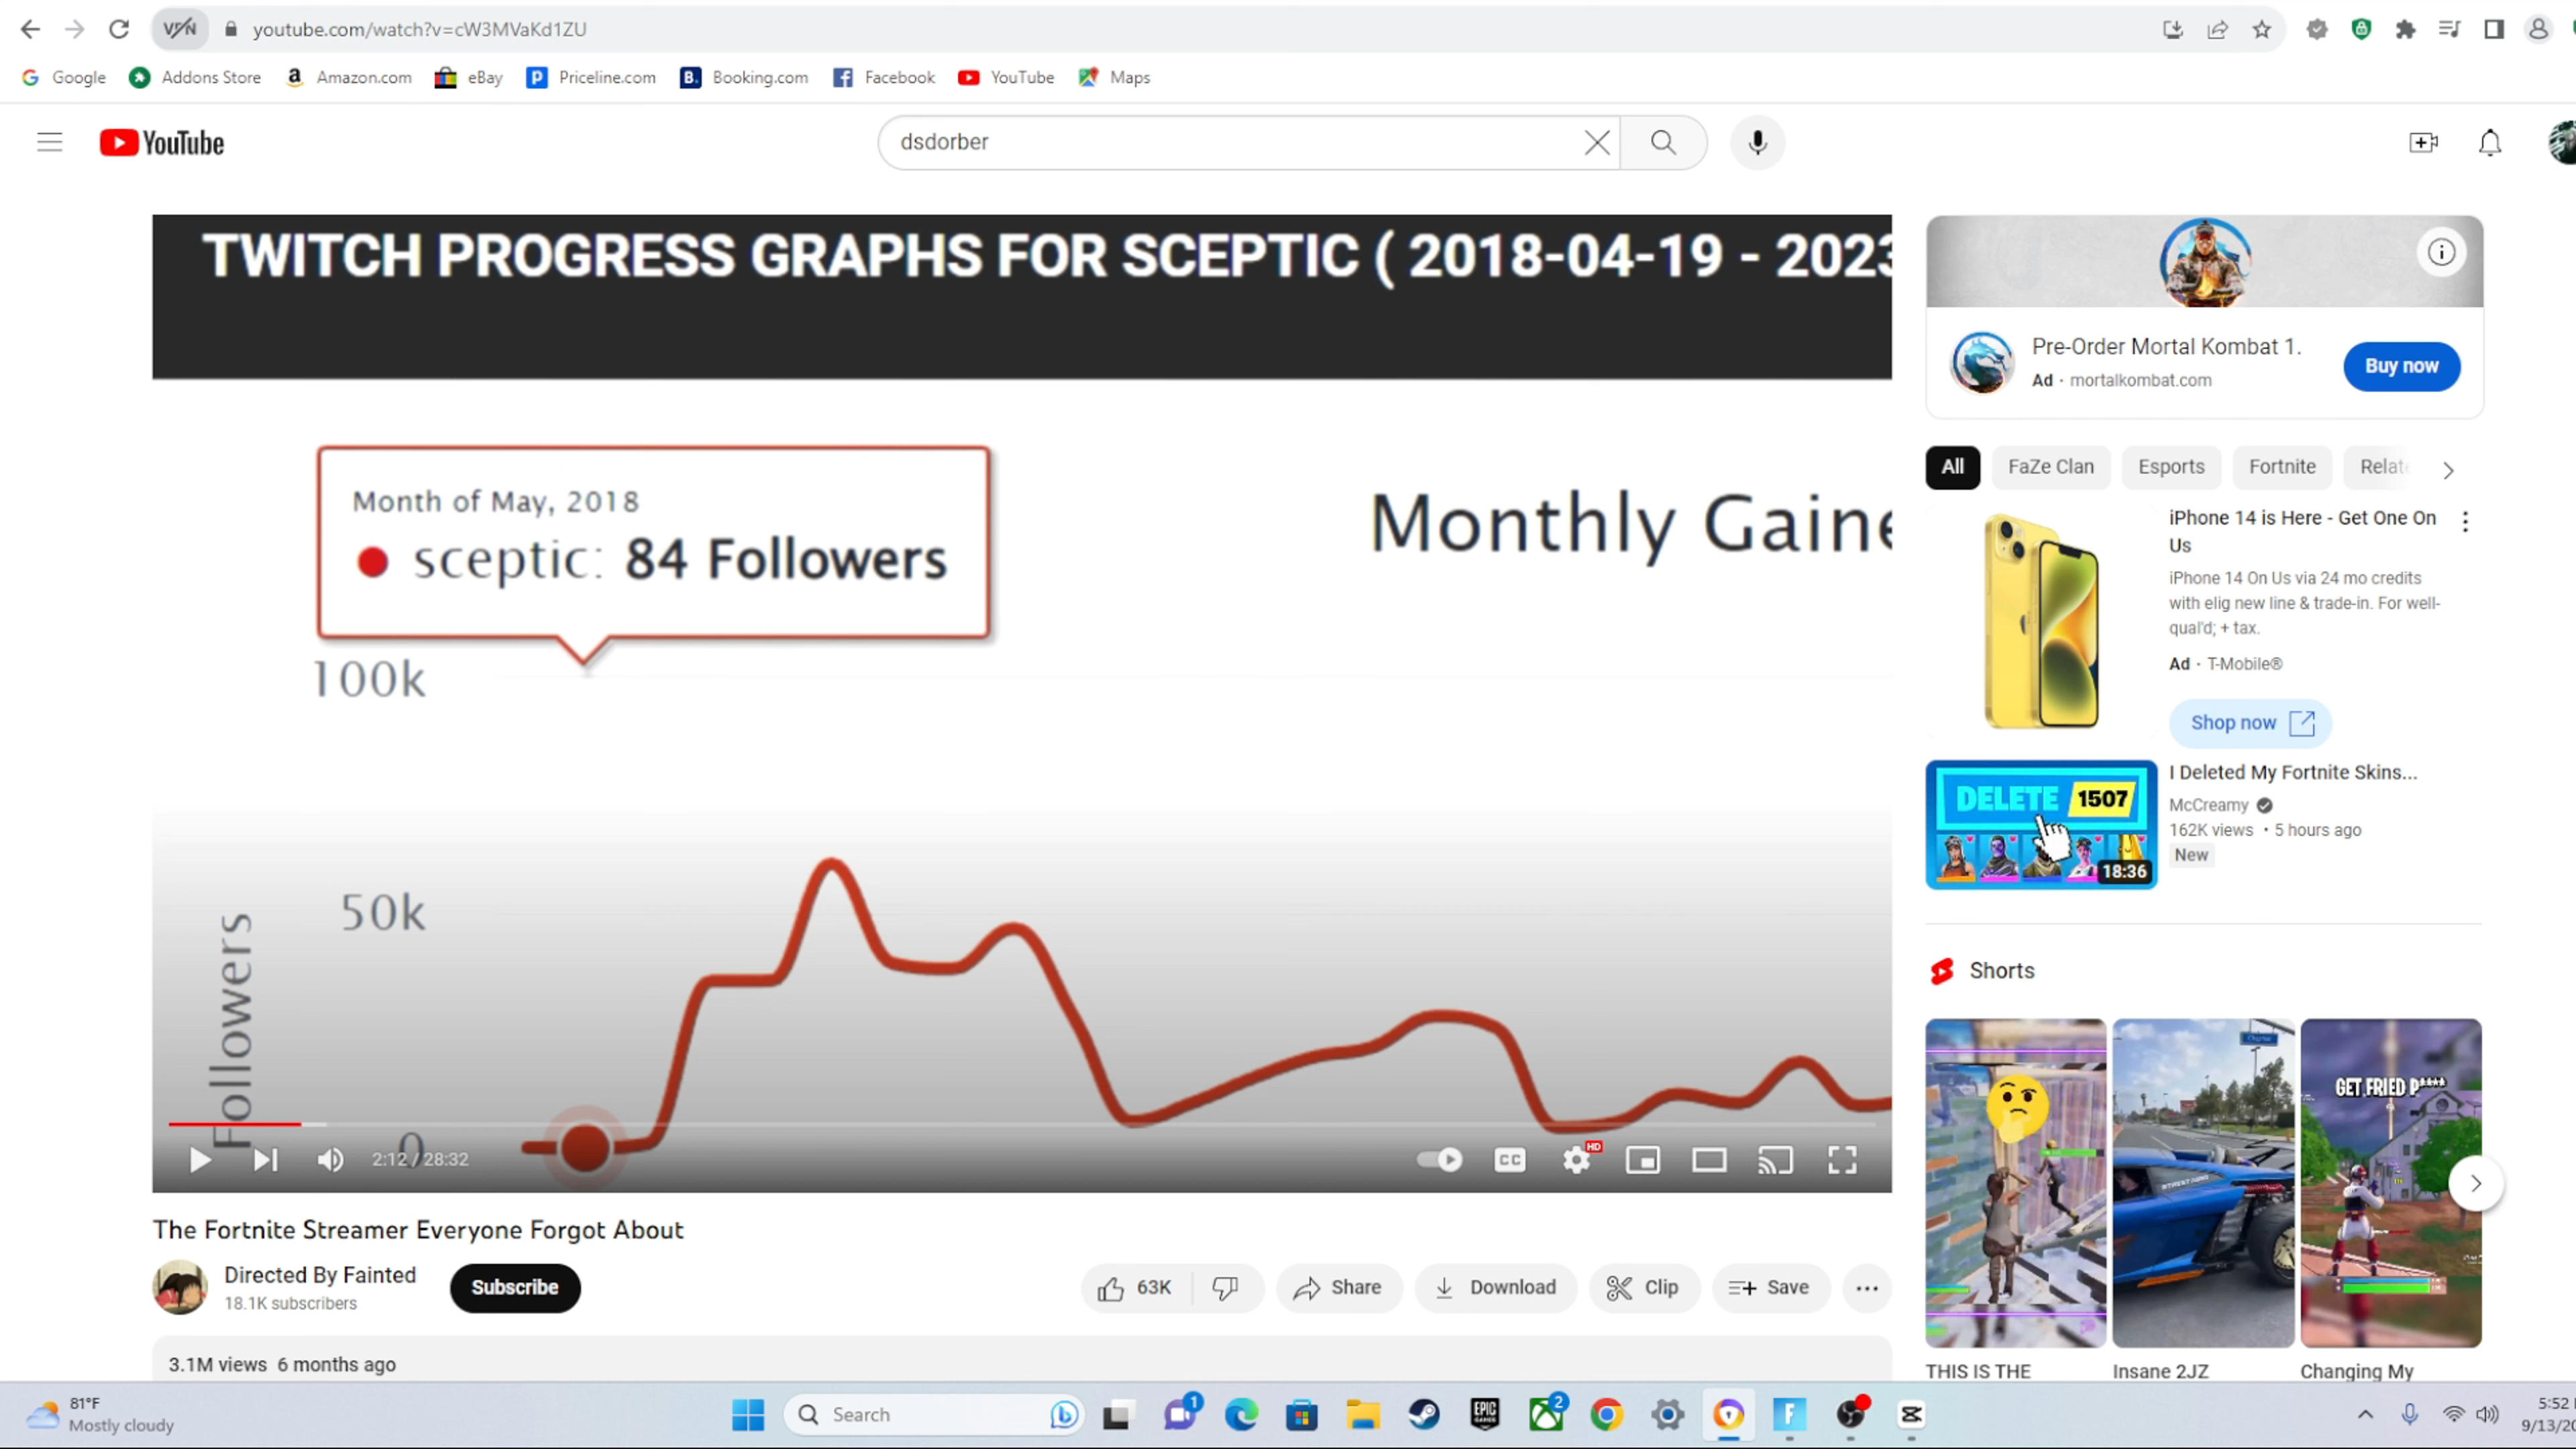 VPN youtube.com/watch?v=cW3MVaKd1ZU
Google Addons Store Amazon.com eBay Priceline.com Booking.com Facebook YouTube Maps
YouTube dsdorber
TWITCH PROGRESS GRAPHS FOR SCEPTIC ( 2018-04-19 - 2023
Month of May, 2018
sceptic: 84 Followers
Monthly Gaine
100k
50k
0
Followers
2:12 / 28:32
CC
HD
The Fortnite Streamer Everyone Forgot About
Directed By Fainted
18.1K subscribers
Subscribe
63K Share Download Clip Save
3.1M views 6 months ago
Pre-Order Mortal Kombat 1.
Ad · mortalkombat.com
Buy now
All FaZe Clan Esports Fortnite Relat
iPhone 14 is Here - Get One On
Us
iPhone 14 On Us via 24 mo credits
with elig new line & trade-in. For well-
qual'd; + tax.
Ad · T-Mobile®
Shop now
DELETE 1507
18:36
I Deleted My Fortnite Skins...
McCreamy
162K views • 5 hours ago
New
Shorts
GET FRIED P****
THIS IS THE
Insane 2JZ
Changing My
81°F
Mostly cloudy
Search
1
EPIC
GAMES
2
5:52
9/13/20